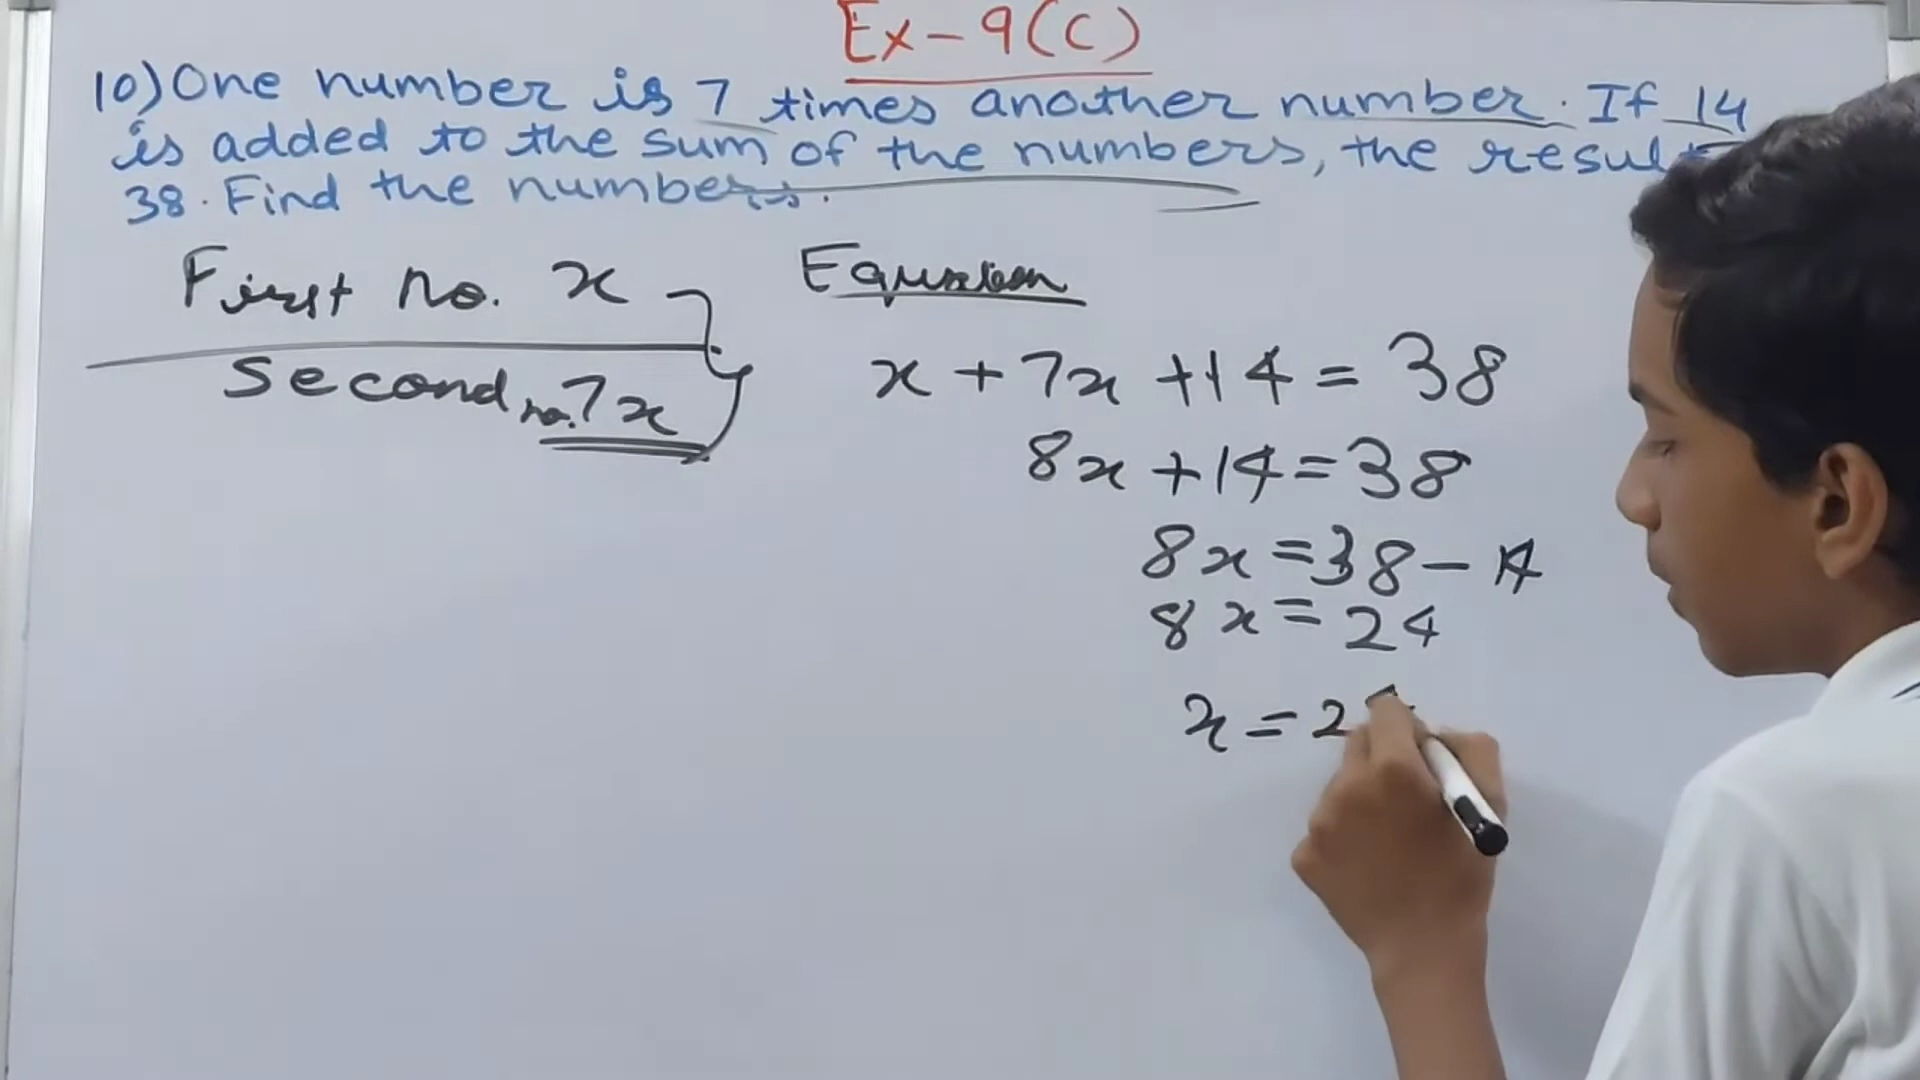 Ex-9(C)
10) One number is 7 times another number. If 14
is added to the sum of the numbers, the result
38. Find the numbers.
First no. x
Second no. 7x
Equation
x + 7x + 14 = 38
8x + 14 = 38
8x = 38 - 14
8x = 24
x = 2